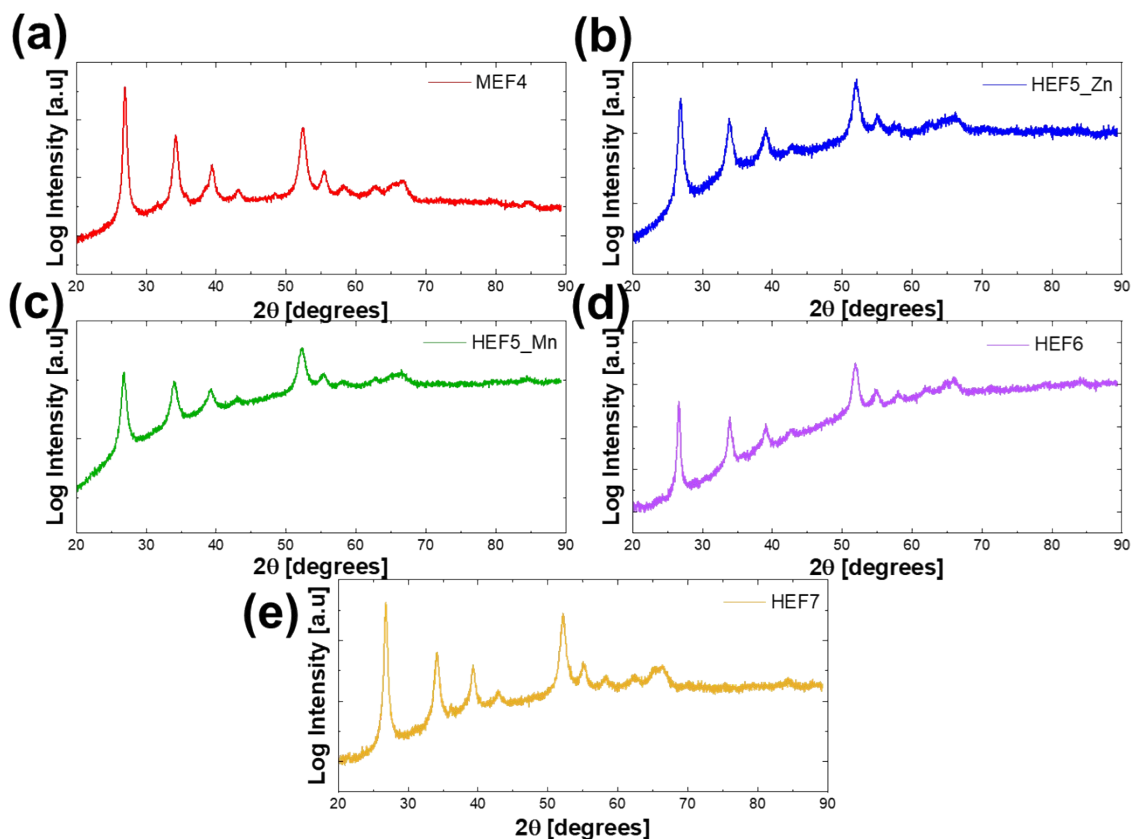 (a)
MEF4
Log Intensity [a.u]
20 30 40 50 60 70 80 90
2θ [degrees]
(b)
HEF5_Zn
Log Intensity [a.u]
20 30 40 50 60 70 80 90
2θ [degrees]
(c)
HEF5_Mn
Log Intensity [a.u]
20 30 40 50 60 70 80 90
2θ [degrees]
(d)
HEF6
Log Intensity [a.u]
20 30 40 50 60 70 80 90
2θ [degrees]
(e)
HEF7
Log Intensity [a.u]
20 30 40 50 60 70 80 90
2θ [degrees]